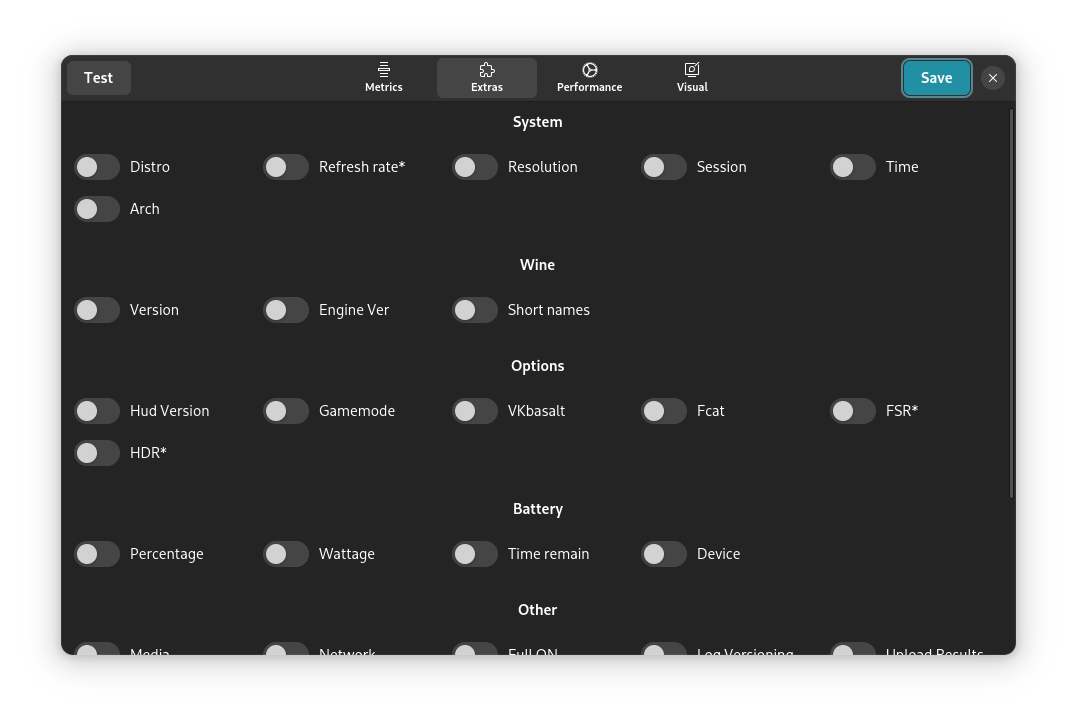 Test Metrics Extras Performance Visual Save
System
Distro Refresh rate* Resolution Session Time
Arch
Wine
Version Engine Ver Short names
Options
Hud Version Gamemode VKbasalt Fcat FSR*
HDR*
Battery
Percentage Wattage Time remain Device
Other
Media Network Full ON Log Versioning Upload Results